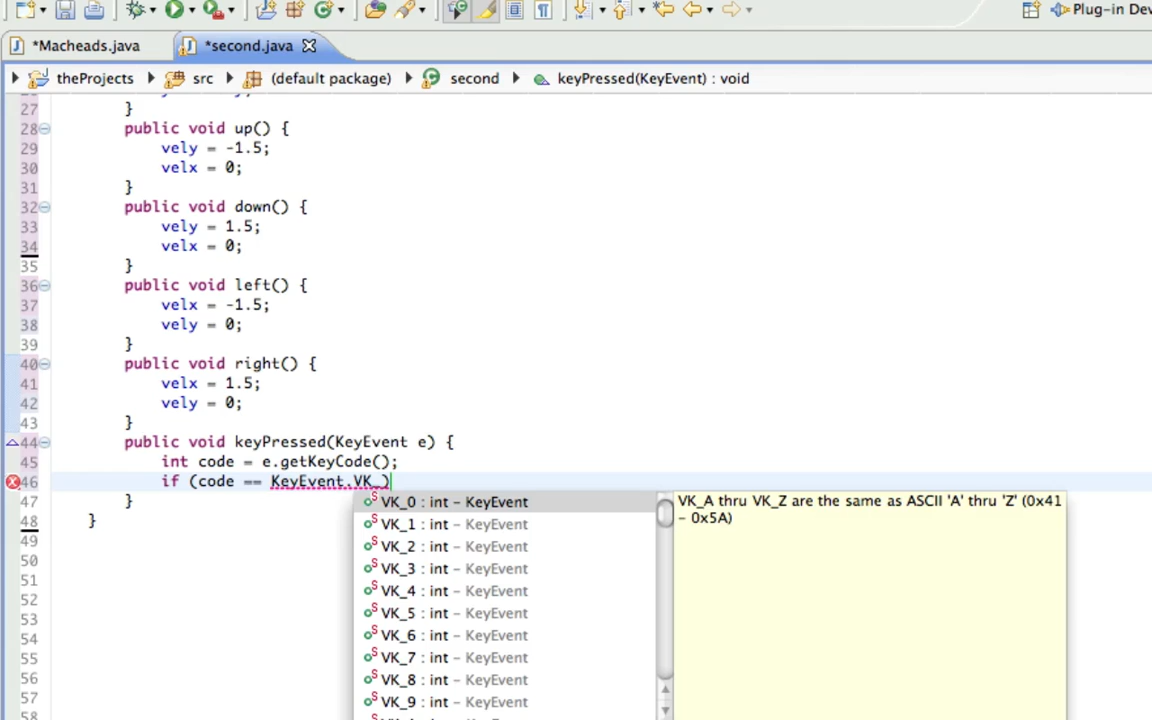 Plug-in Dev
*Macheads.java *second.java
theProjects src (default package) second keyPressed(KeyEvent) : void
27 }
28 public void up() {
29 vely = -1.5;
30 velx = 0;
31 }
32 public void down() {
33 vely = 1.5;
34 velx = 0;
35 }
36 public void left() {
37 velx = -1.5;
38 vely = 0;
39 }
40 public void right() {
41 velx = 1.5;
42 vely = 0;
43 }
44 public void keyPressed(KeyEvent e) {
45 int code = e.getKeyCode();
46 if (code == KeyEvent.VK_)
47 }
48 }
49
50
51
52
53
54
55
56
57
58
VK_0 : int - KeyEvent
VK_1 : int - KeyEvent
VK_2 : int - KeyEvent
VK_3 : int - KeyEvent
VK_4 : int - KeyEvent
VK_5 : int - KeyEvent
VK_6 : int - KeyEvent
VK_7 : int - KeyEvent
VK_8 : int - KeyEvent
VK_9 : int - KeyEvent
VK_A thru VK_Z are the same as ASCII 'A' thru 'Z' (0x41
- 0x5A)